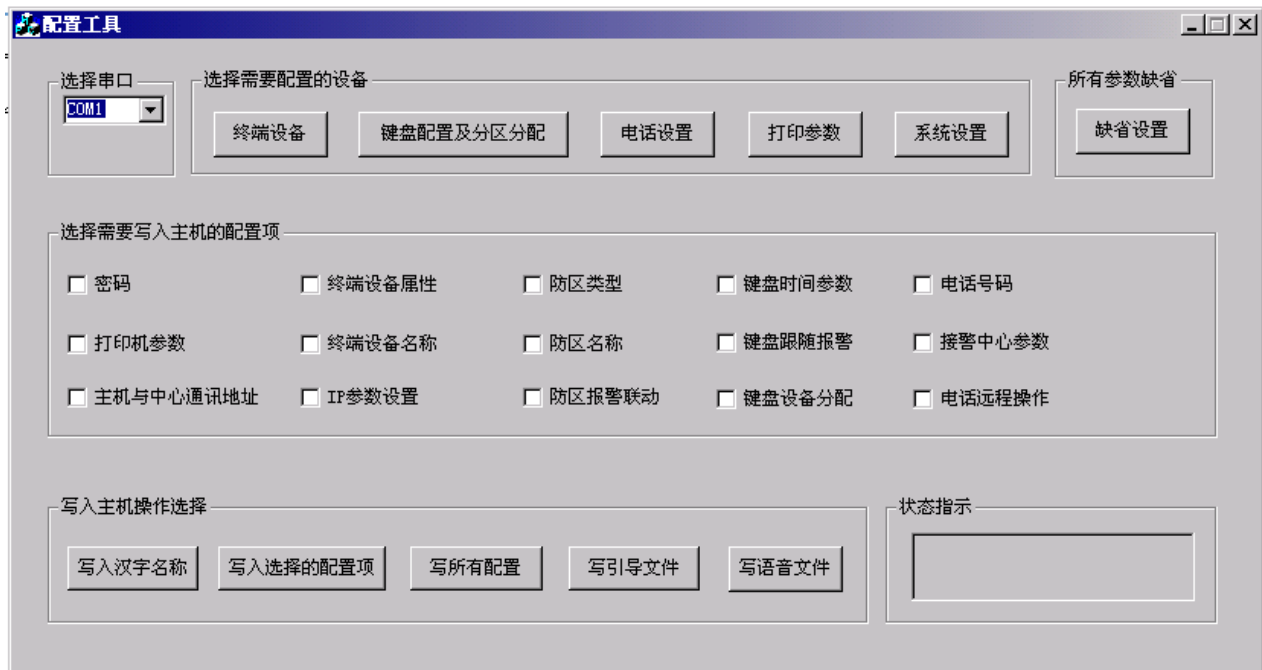 配置工具
选择串口
选择需要配置的设备
所有参数缺省
COM1
终端设备
键盘配置及分区分配
电话设置
打印参数
系统设置
缺省设置
选择需要写入主机的配置项
密码
终端设备属性
防区类型
键盘时间参数
电话号码
打印机参数
终端设备名称
防区名称
键盘跟随报警
接警中心参数
主机与中心通讯地址
IP参数设置
防区报警联动
键盘设备分配
电话远程操作
写入主机操作选择
状态指示
写入汉字名称
写入选择的配置项
写所有配置
写引导文件
写语音文件